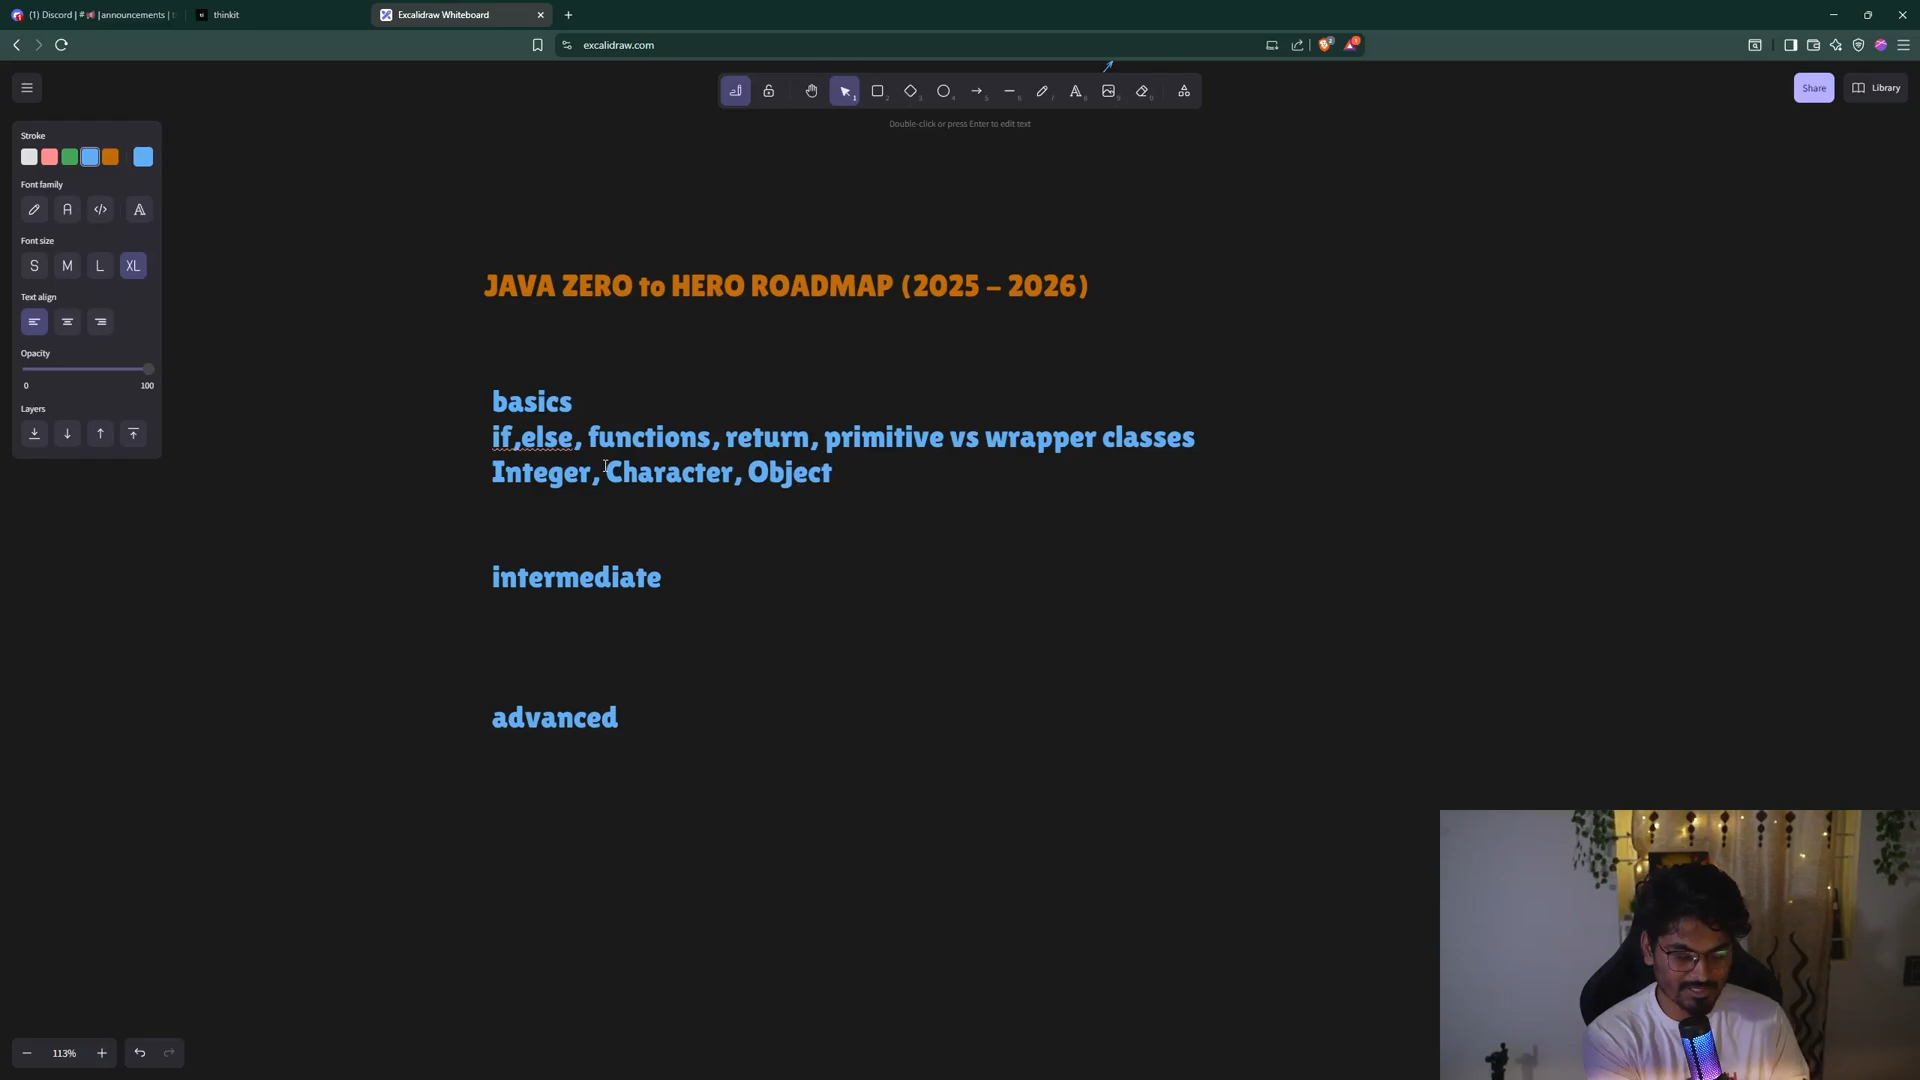 (1) Discord | # | announcements | t
thinkit
Excalidraw Whiteboard
excalidraw.com
Share
Library
Double-click or press Enter to edit text
Stroke
Font family
Font size
S M L XL
Text align
Opacity
0 100
Layers
JAVA ZERO to HERO ROADMAP (2025 - 2026)
basics
if,else, functions, return, primitive vs wrapper classes
Integer, Character, Object
intermediate
advanced
113%